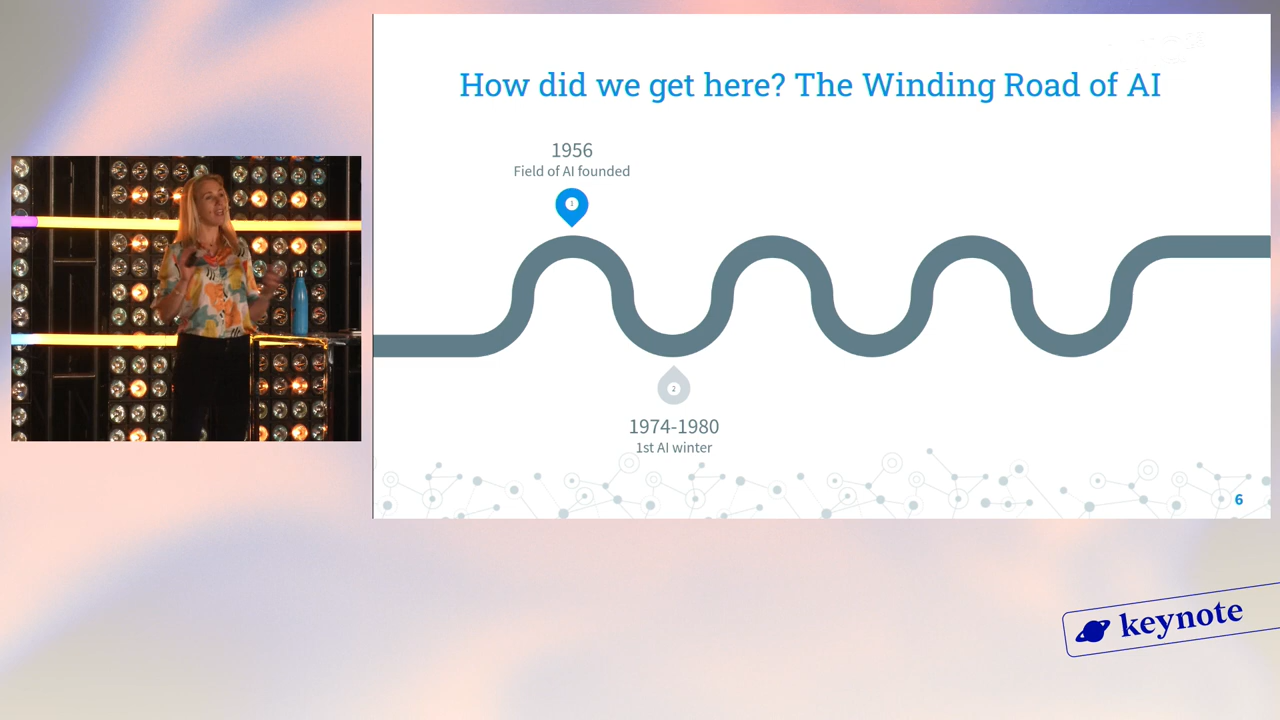 How did we get here? The Winding Road of AI
1956
Field of AI founded
1
2
1974-1980
1st AI winter
6
keynote